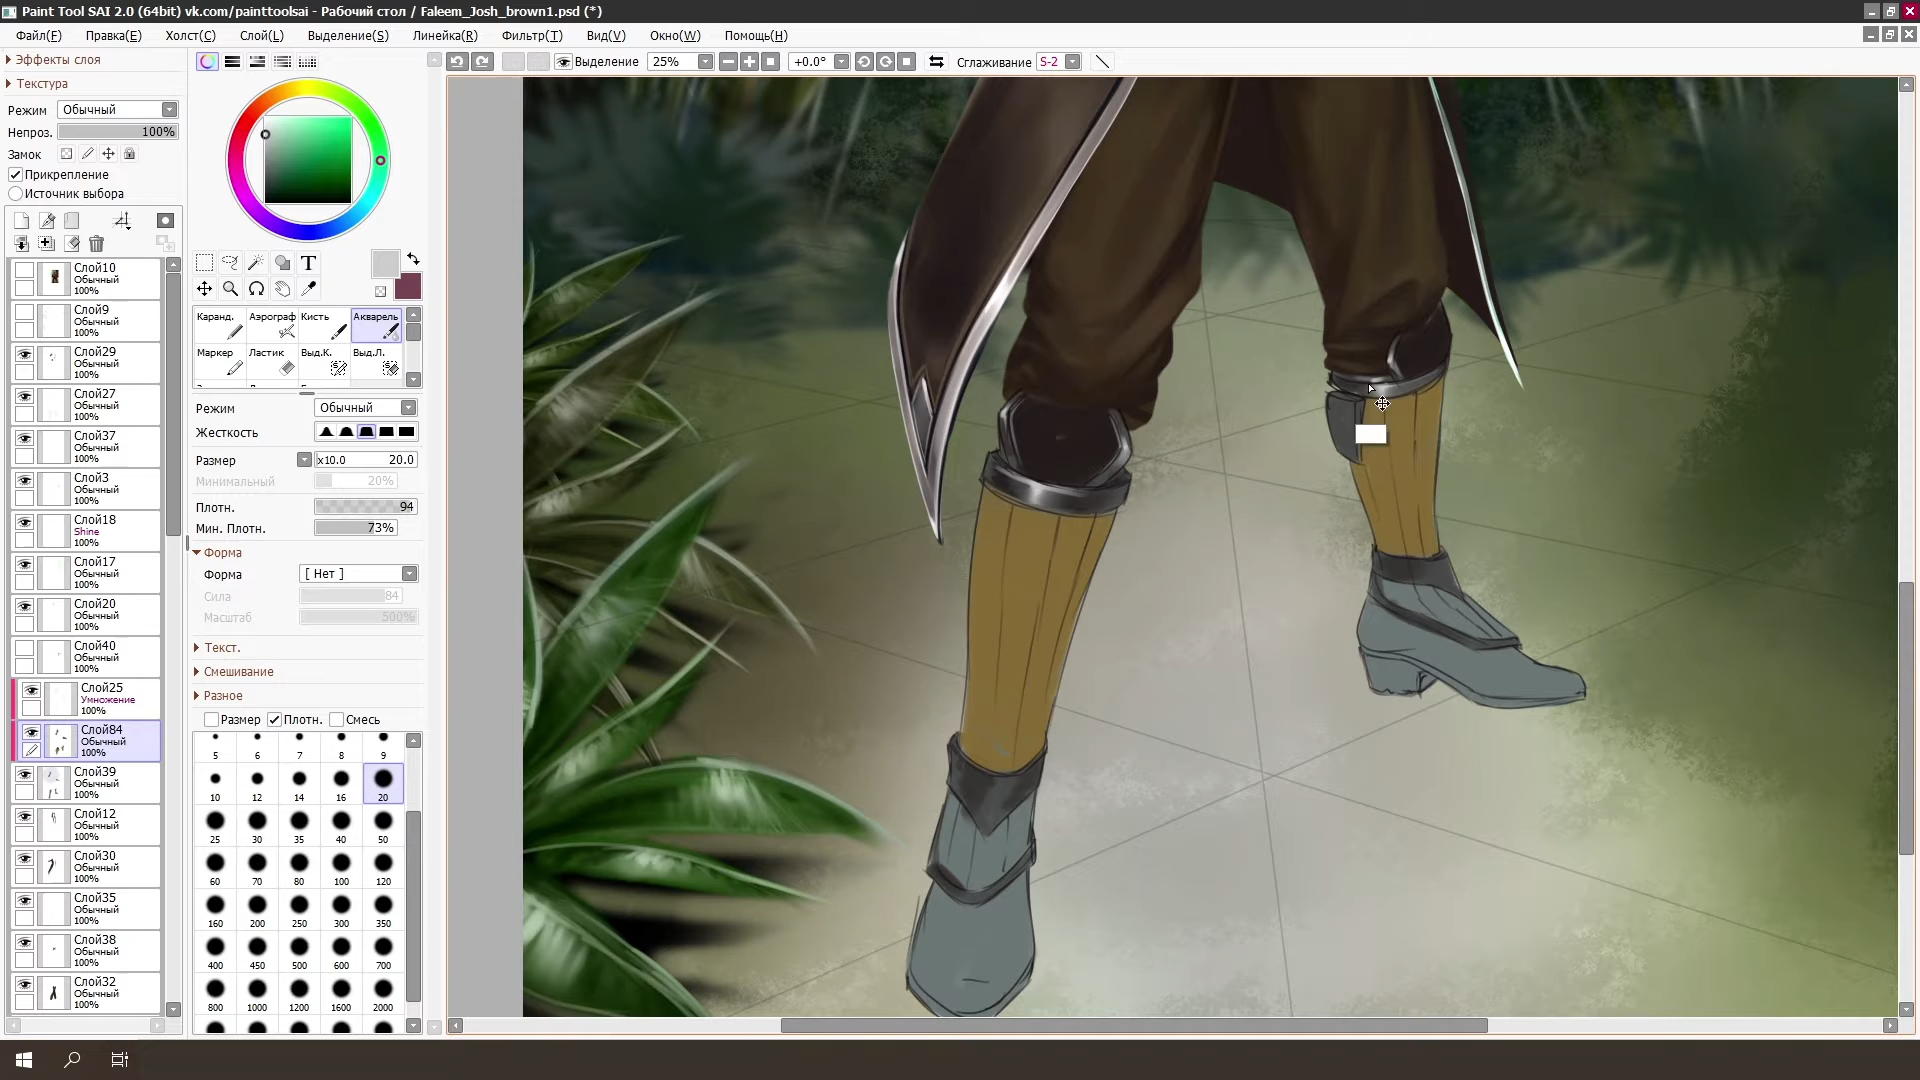 Paint Tool SAI 2.0 (64bit) vk.com/painttoolsai - Рабочий стол / Faleem_Josh_brown1.psd (*)
Файл(F) Правка(E) Холст(C) Слой(L) Выделение(S) Линейка(R) Фильтр(T) Вид(V) Окно(W) Помощь(H)
Эффекты слоя
Текстура
Режим Обычный
Непроз. 100%
Замок
Прикрепление
Источник выбора
Слой10
Обычный
100%
Слой9
Обычный
100%
Слой29
Обычный
100%
Слой27
Обычный
100%
Слой37
Обычный
100%
Слой3
Обычный
100%
Слой18
Shine
100%
Слой17
Обычный
100%
Слой20
Обычный
100%
Слой40
Обычный
100%
Слой25
Умножение
100%
Слой84
Обычный
100%
Слой39
Обычный
100%
Слой12
Обычный
100%
Слой30
Обычный
100%
Слой35
Обычный
100%
Слой38
Обычный
100%
Слой32
Обычный
100%
T
Каранд. Аэрограф Кисть Акварель
Маркер Ластик Выд.К. Выд.Л.
Режим Обычный
Жесткость
Размер x10.0 20.0
Минимальный 20%
Плотн. 94
Мин. Плотн. 73%
Форма
Форма [ Нет ]
Сила 84
Масштаб 500%
Текст.
Смешивание
Разное
Размер Плотн. Смесь
5 6 7 8 9
10 12 14 16 20
25 30 35 40 50
60 70 80 100 120
160 200 250 300 350
400 450 500 600 700
800 1000 1200 1600 2000
Выделение 25% +0.0° Сглаживание S-2